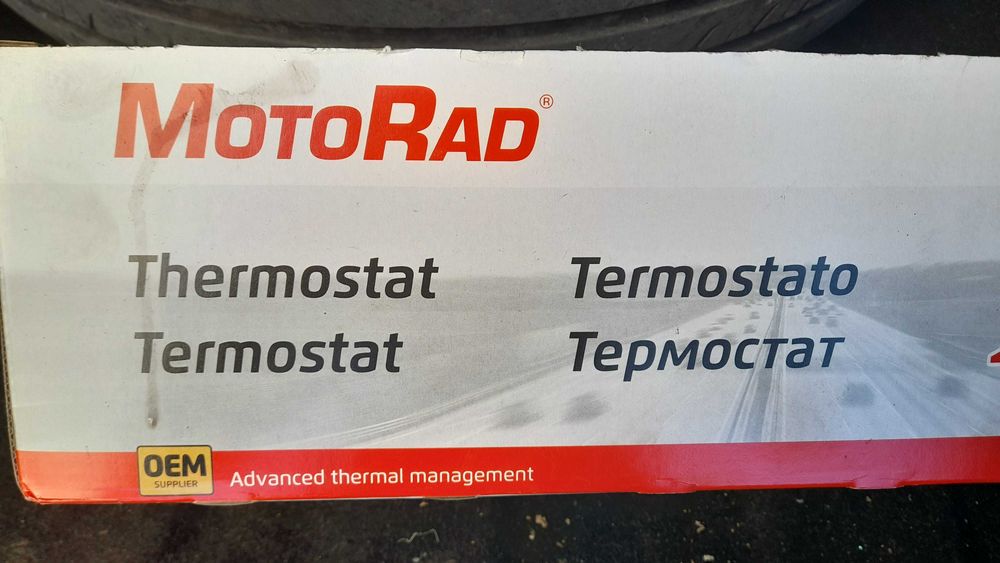 MOTORAD®
Thermostat
Termostato
Termostat
Термостат
OEM
SUPPLIER
Advanced thermal management